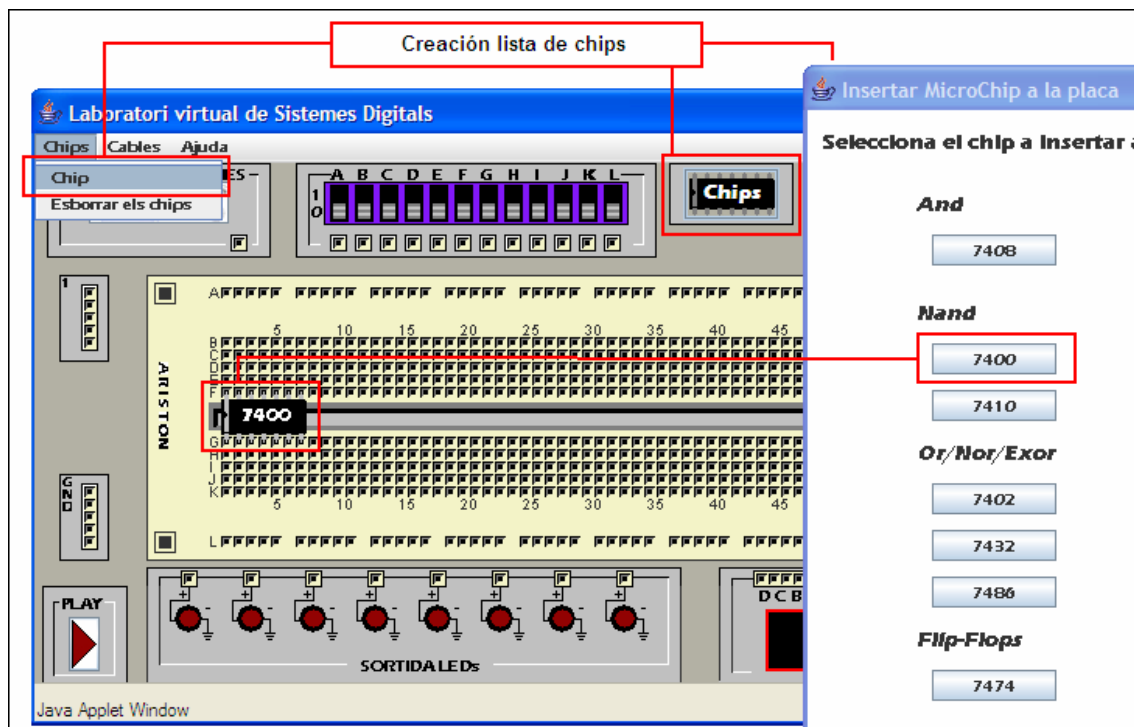 Creación lista de chips
Laboratori virtual de Sistemes Digitals
Chips Cables Ajuda
Chip
Esborrar els chips
ES
A B C D E F G H I J K L
1
0
Chips
1
GND
ARISTON
A
5 10 15 20 25 30 35 40 45
B
C
D
E
F
7400
G
H
I
J
K
5 10 15 20 25 30 35 40 45
L
PLAY
+ - + - + - + - + - + - + - + -
SORTIDA LEDs
D C B
Java Applet Window
Insertar MicroChip a la placa
Selecciona el chip a Insertar a
And
7408
Nand
7400
7410
Or/Nor/Exor
7402
7432
7486
Flip-Flops
7474